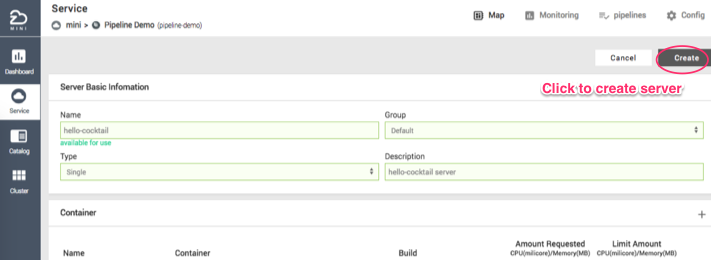 Service
mini > Pipeline Demo (pipeline-demo)
Map
Monitoring
pipelines
Config
MINI
Dashboard
Service
Catalog
Cluster
Cancel
Create
Click to create server
Server Basic Infomation
Name
Group
hello-cocktail
Default
available for use
Type
Description
Single
hello-cocktail server
Container
+
Name
Container
Build
Amount Requested
CPU(milicore)/Memory(MB)
Limit Amount
CPU(milicore)/Memory(MB)